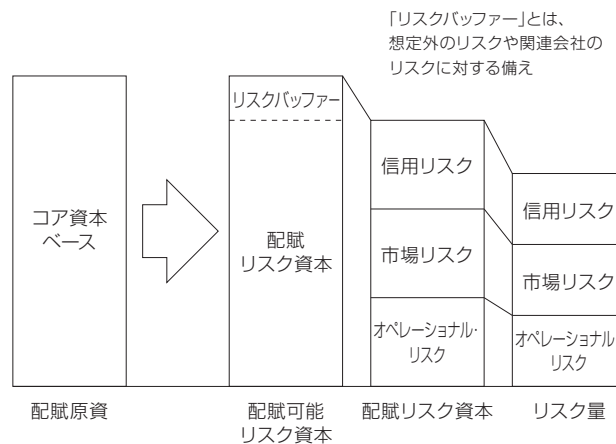 「リスクバッファー」とは、
想定外のリスクや関連会社の
リスクに対する備え
リスクバッファー
コア資本
ベース
配賦
リスク資本
信用リスク
市場リスク
オペレーショナル・
リスク
信用リスク
市場リスク
オペレーショナル
リスク
配賦原資
配賦可能
リスク資本
配賦リスク資本
リスク量